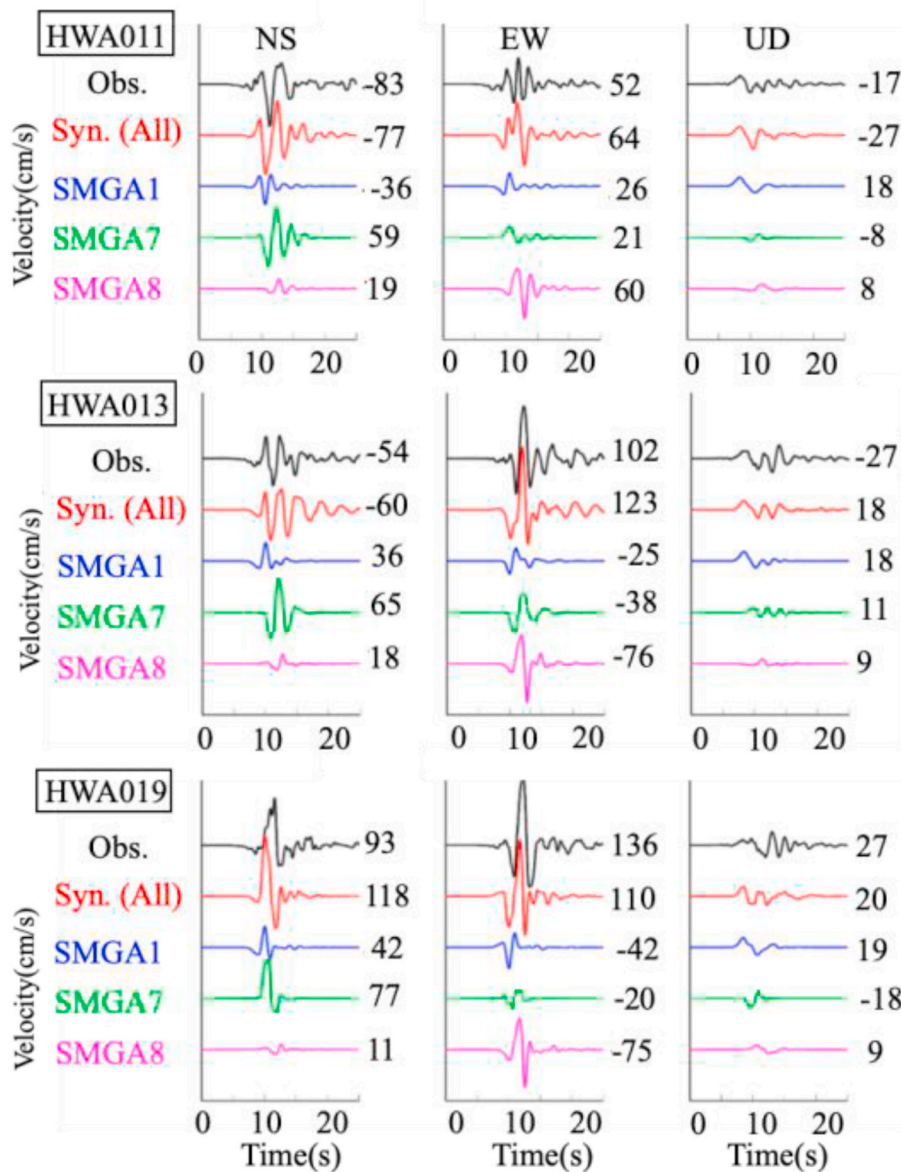 HWA011
NS EW UD
Obs. -83 52 -17
Syn. (All) -77 64 -27
SMGA1 -36 26 18
SMGA7 59 21 -8
SMGA8 19 60 8
Velocity(cm/s)
0 10 20 0 10 20 0 10 20
HWA013
Obs. -54 102 -27
Syn. (All) -60 123 18
SMGA1 36 -25 18
SMGA7 65 -38 11
SMGA8 18 -76 9
Velocity(cm/s)
0 10 20 0 10 20 0 10 20
HWA019
Obs. 93 136 27
Syn. (All) 118 110 20
SMGA1 42 -42 19
SMGA7 77 -20 -18
SMGA8 11 -75 9
Velocity(cm/s)
0 10 20 0 10 20 0 10 20
Time(s) Time(s) Time(s)